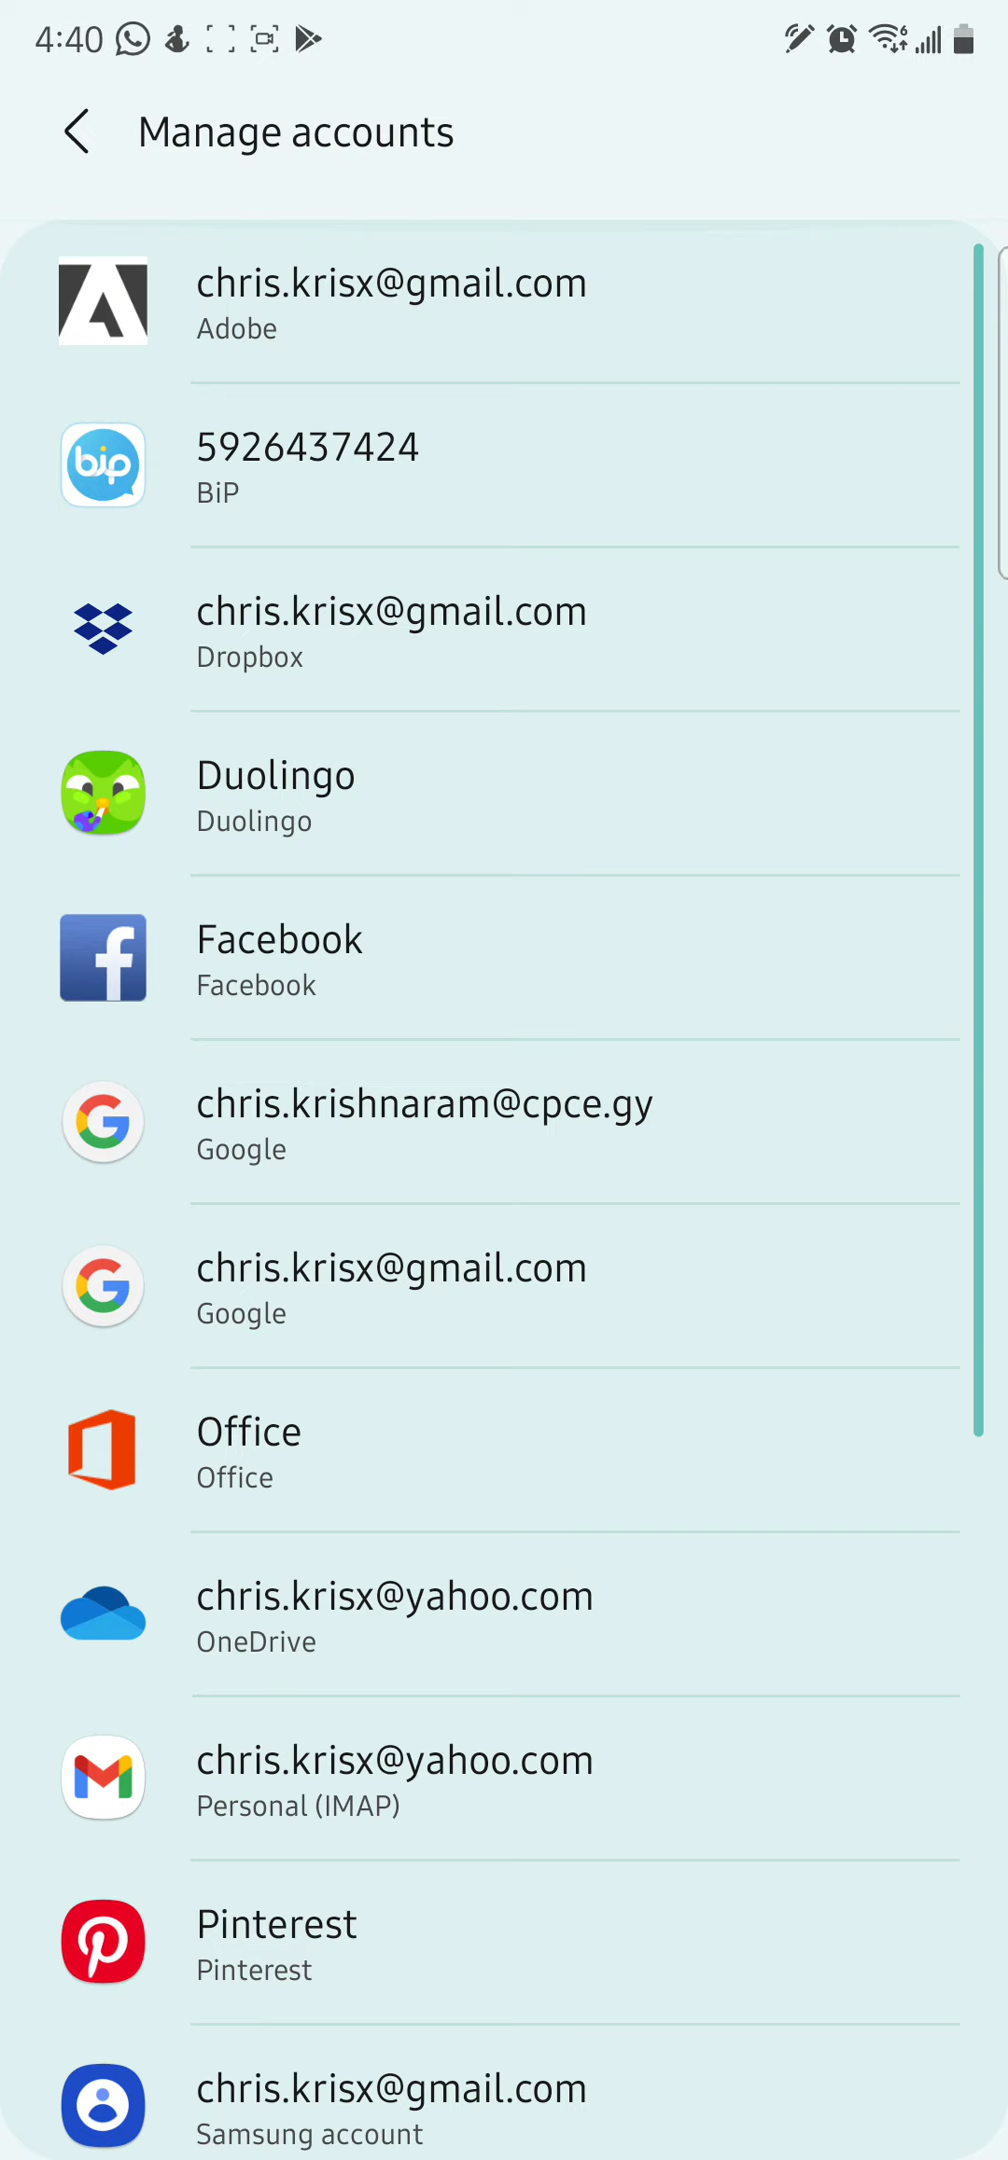 4:40
Manage accounts
chris.krisx@gmail.com
Adobe
bip
5926437424
BiP
chris.krisx@gmail.com
Dropbox
Duolingo
Duolingo
Facebook
Facebook
chris.krishnaram@cpce.gy
Google
chris.krisx@gmail.com
Google
Office
Office
chris.krisx@yahoo.com
OneDrive
chris.krisx@yahoo.com
Personal (IMAP)
Pinterest
Pinterest
chris.krisx@gmail.com
Samsung account